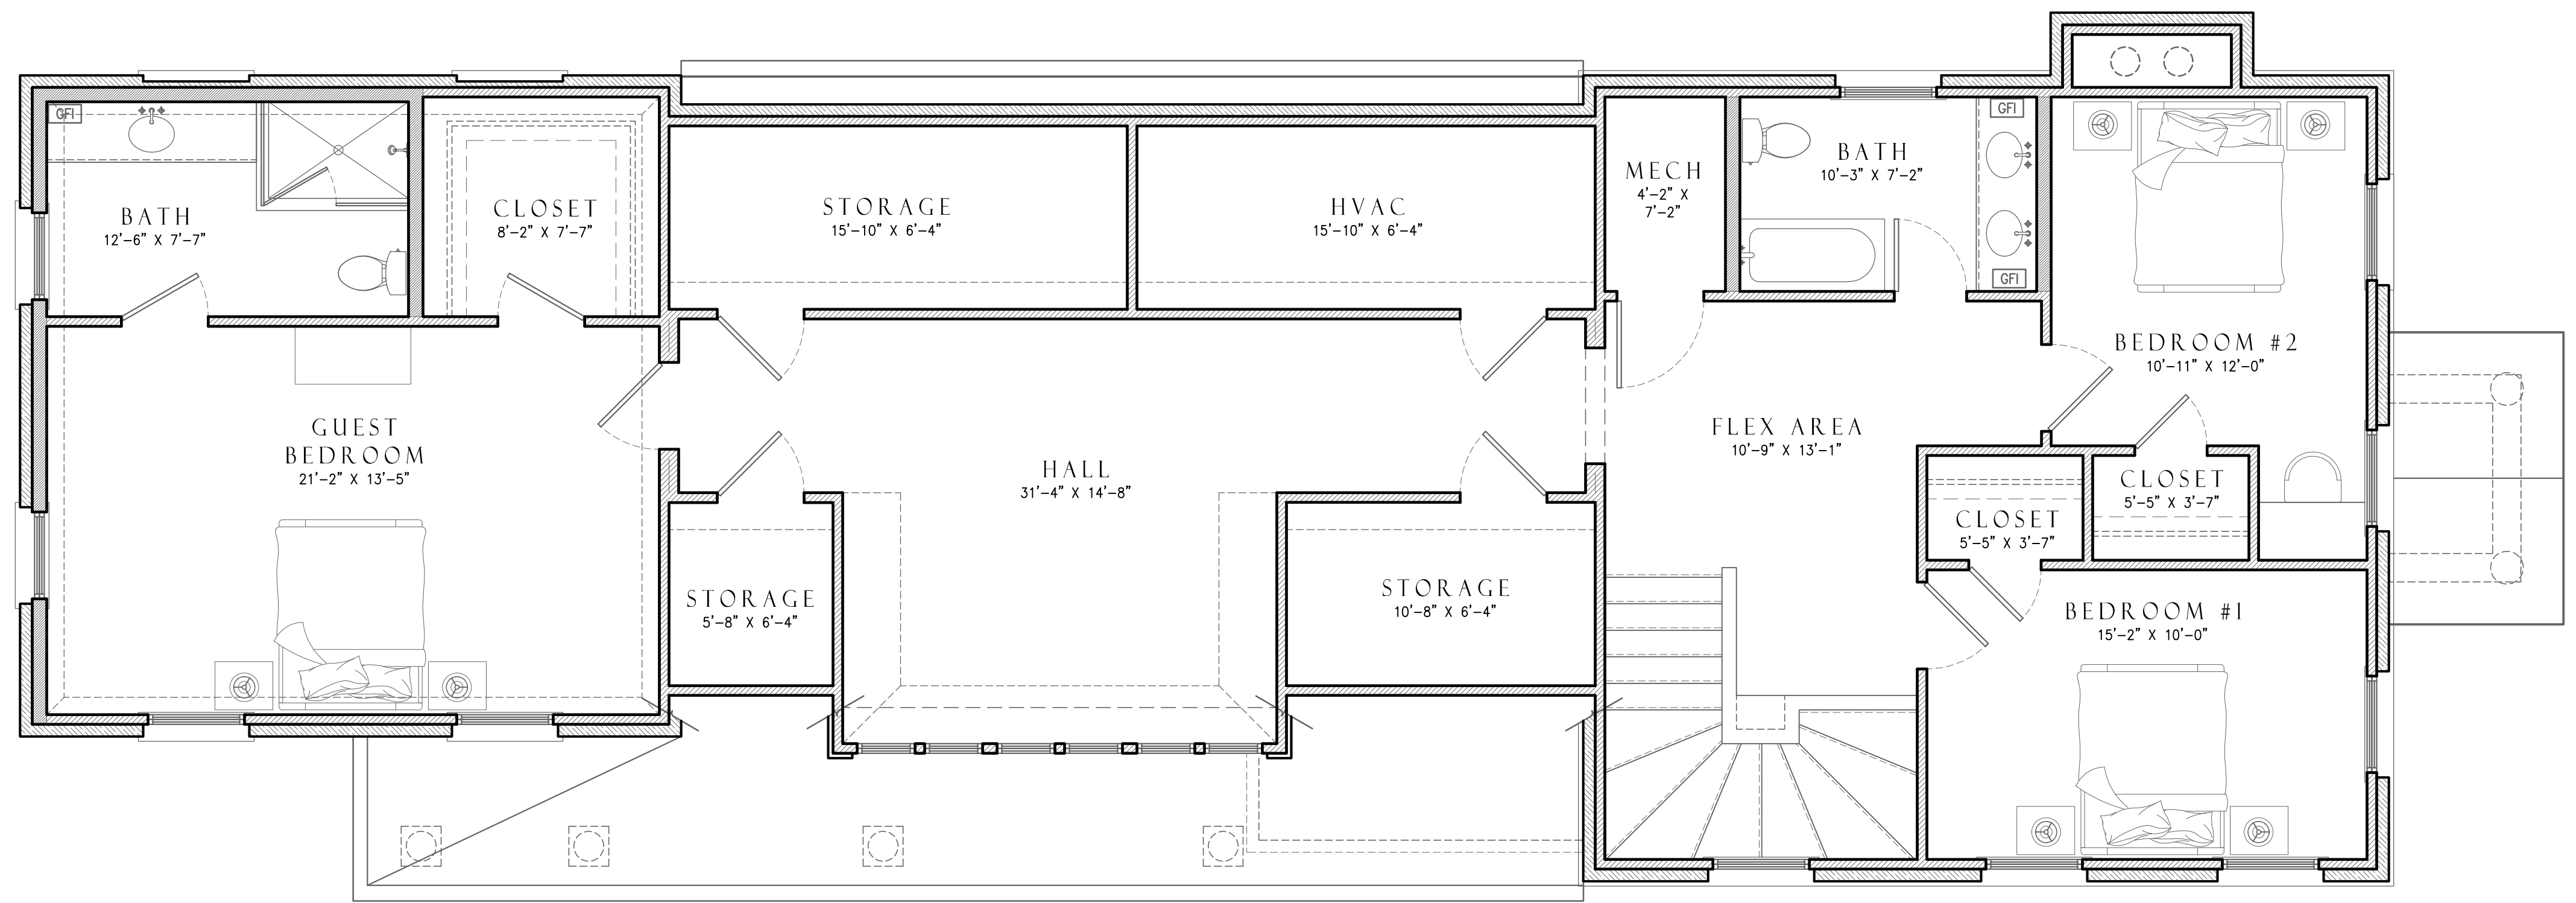 GFI
BATH
12'-6" X 7'-7"
CLOSET
8'-2" X 7'-7"
STORAGE
15'-10" X 6'-4"
HVAC
15'-10" X 6'-4"
MECH
4'-2" X
7'-2"
BATH
10'-3" X 7'-2"
GFI
GFI
BEDROOM #2
10'-11" X 12'-0"
GUEST
BEDROOM
21'-2" X 13'-5"
HALL
31'-4" X 14'-8"
FLEX AREA
10'-9" X 13'-1"
CLOSET
5'-5" X 3'-7"
CLOSET
5'-5" X 3'-7"
STORAGE
5'-8" X 6'-4"
STORAGE
10'-8" X 6'-4"
BEDROOM #1
15'-2" X 10'-0"